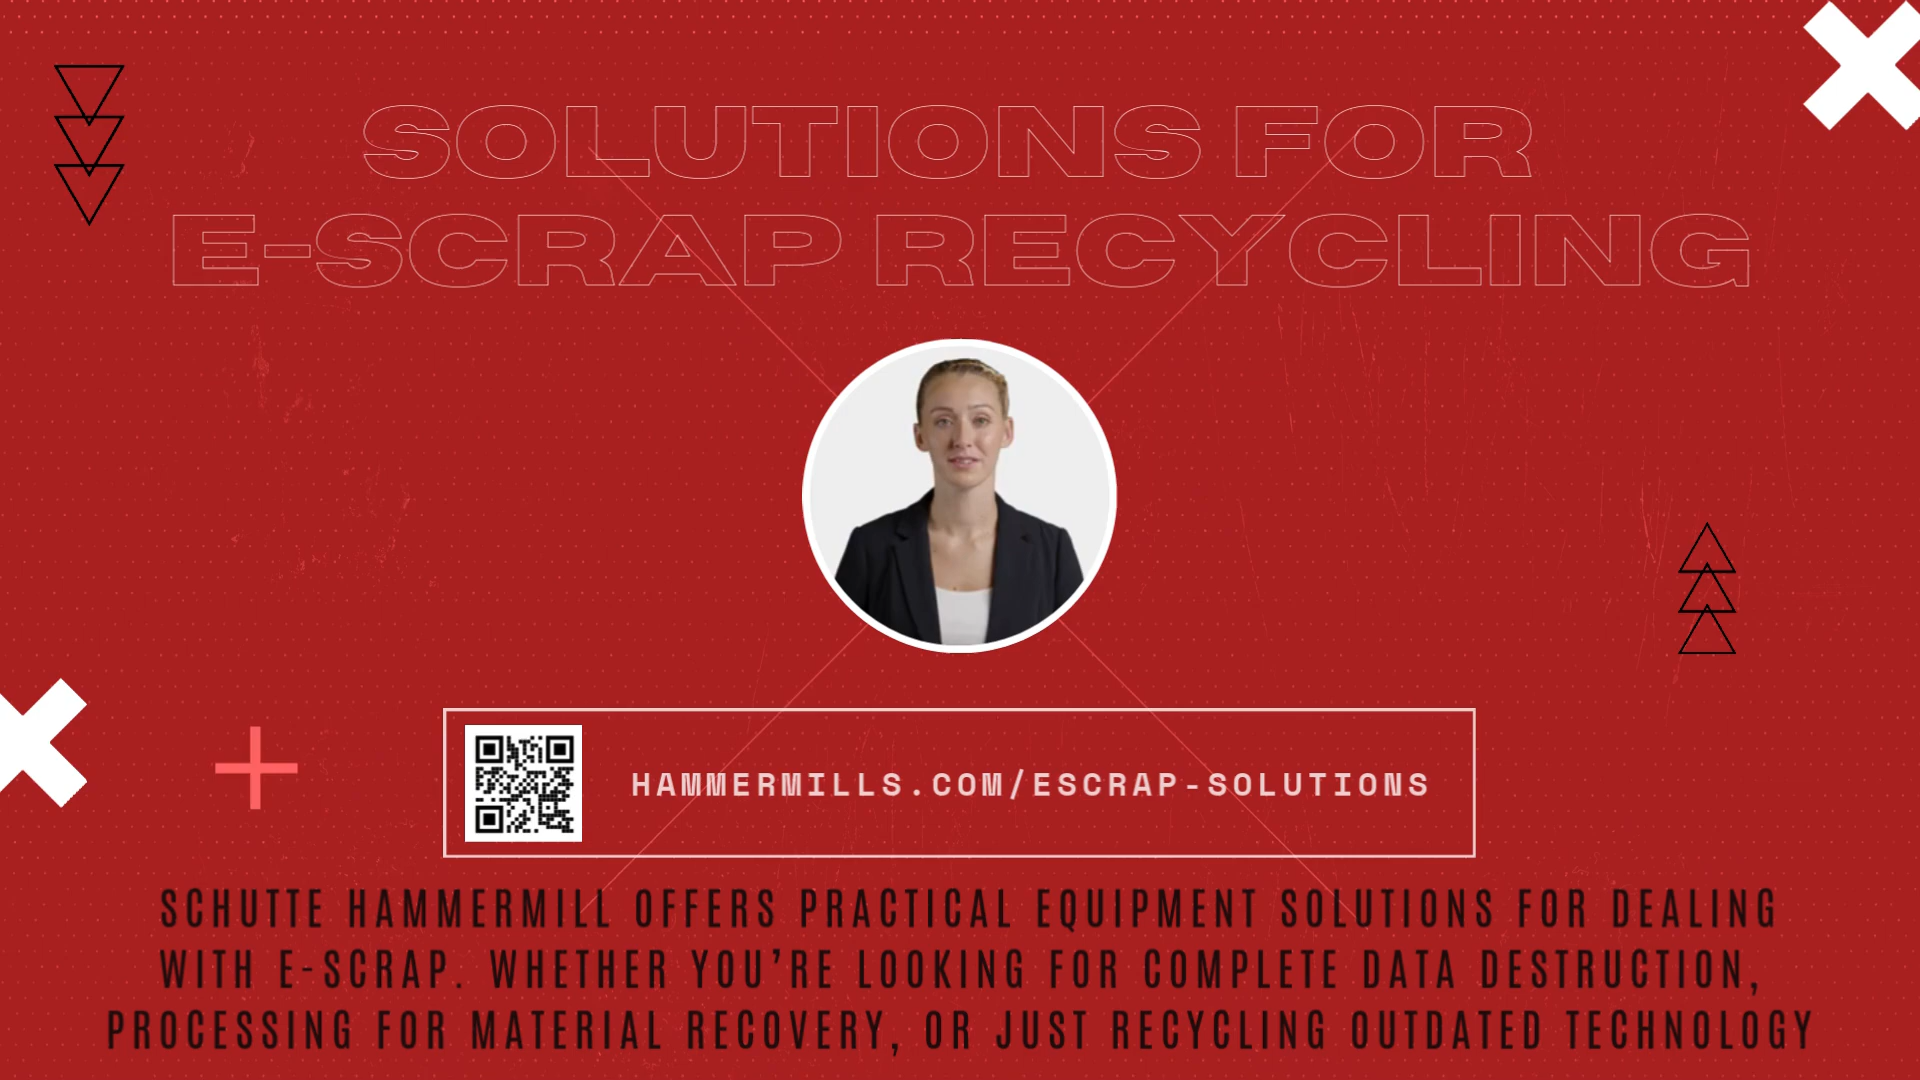 SOLUTIONS FOR
E-SCRAP RECYCLING
HAMMERMILLS.COM/ESCRAP-SOLUTIONS
SCHUTTE HAMMERMILL OFFERS PRACTICAL EQUIPMENT SOLUTIONS FOR DEALING
WITH E-SCRAP. WHETHER YOU’RE LOOKING FOR COMPLETE DATA DESTRUCTION,
PROCESSING FOR MATERIAL RECOVERY, OR JUST RECYCLING OUTDATED TECHNOLOGY